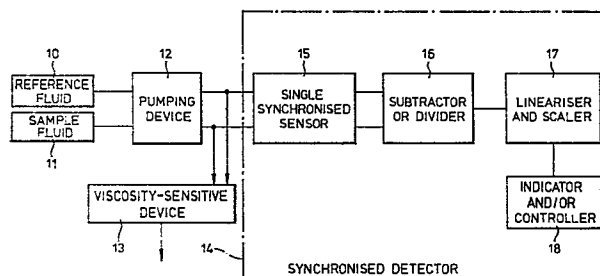 10
REFERENCE FLUID
SAMPLE FLUID
11
12
PUMPING
DEVICE
15
SINGLE
SYNCHRONISED
SENSOR
16
SUBTRACTOR
OR DIVIDER
17
LINEARISER
AND SCALER
VISCOSITY-SENSITIVE
DEVICE
13
14
INDICATOR
AND/OR
CONTROLLER
18
SYNCHRONISED DETECTOR